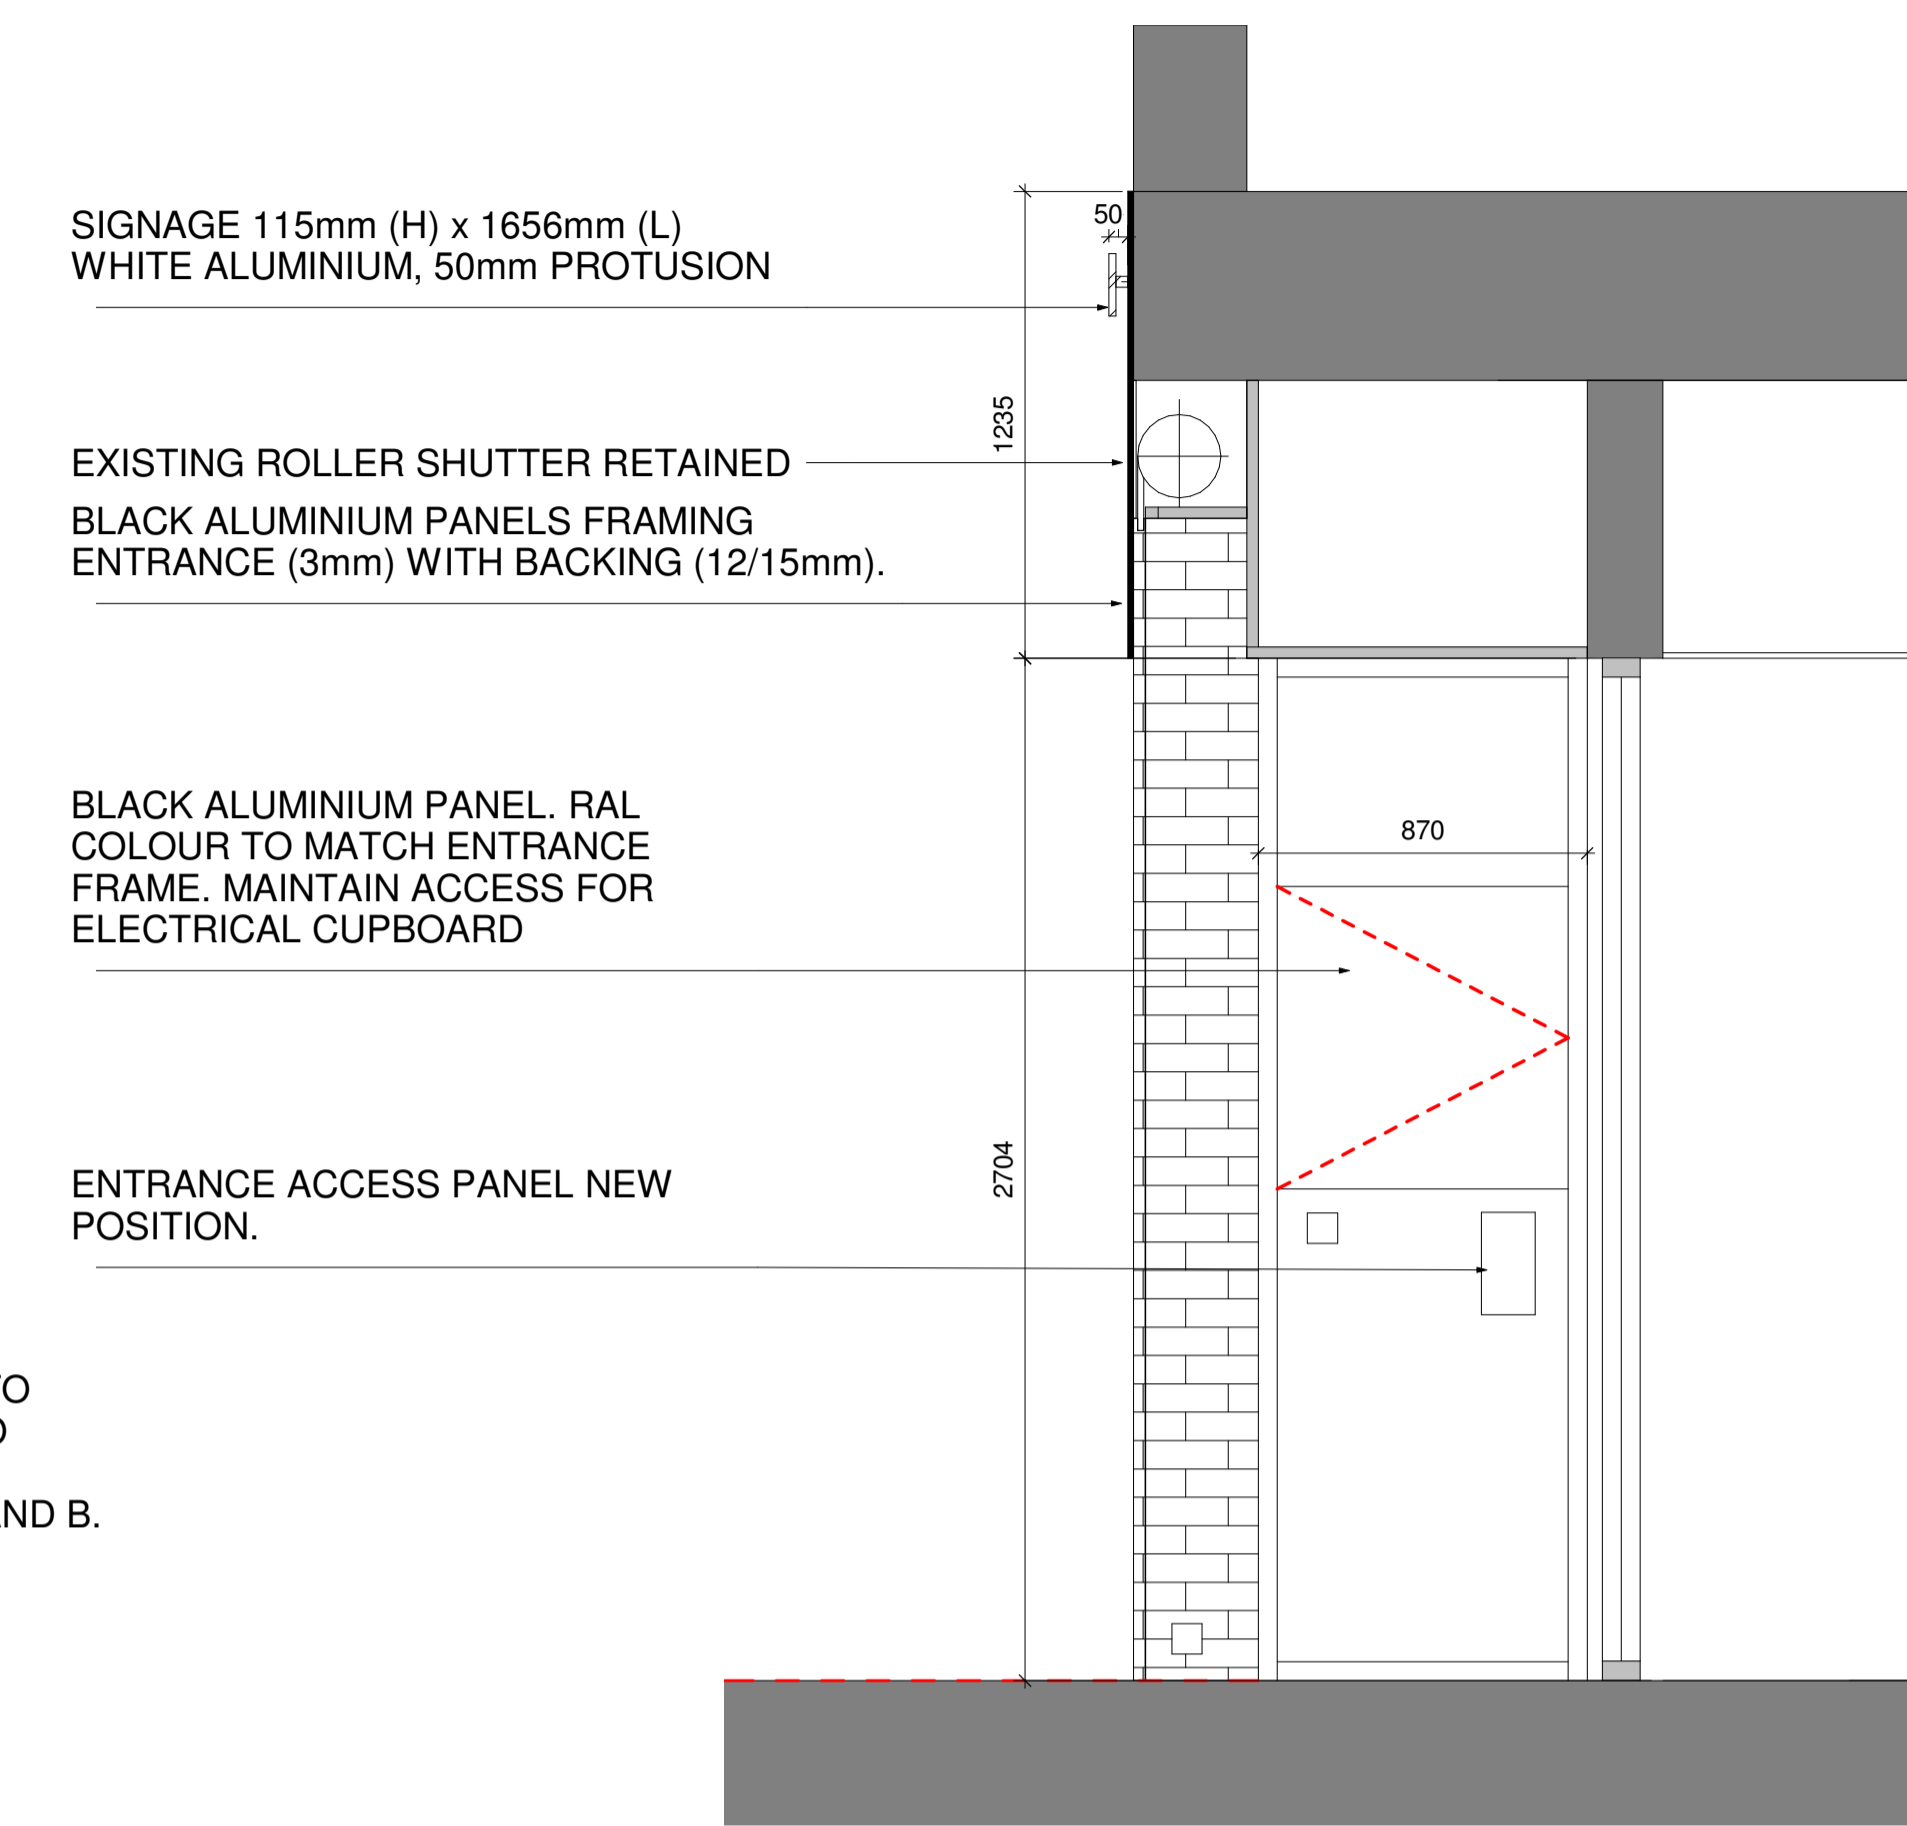 SIGNAGE 115mm (H) x 1656mm (L)
WHITE ALUMINIUM, 50mm PROTUSION
50
EXISTING ROLLER SHUTTER RETAINED
1235
BLACK ALUMINIUM PANELS FRAMING
ENTRANCE (3mm) WITH BACKING (12/15mm).
BLACK ALUMINIUM PANEL. RAL
COLOUR TO MATCH ENTRANCE
FRAME. MAINTAIN ACCESS FOR
ELECTRICAL CUPBOARD
870
ENTRANCE ACCESS PANEL NEW
POSITION.
2704
AND B.